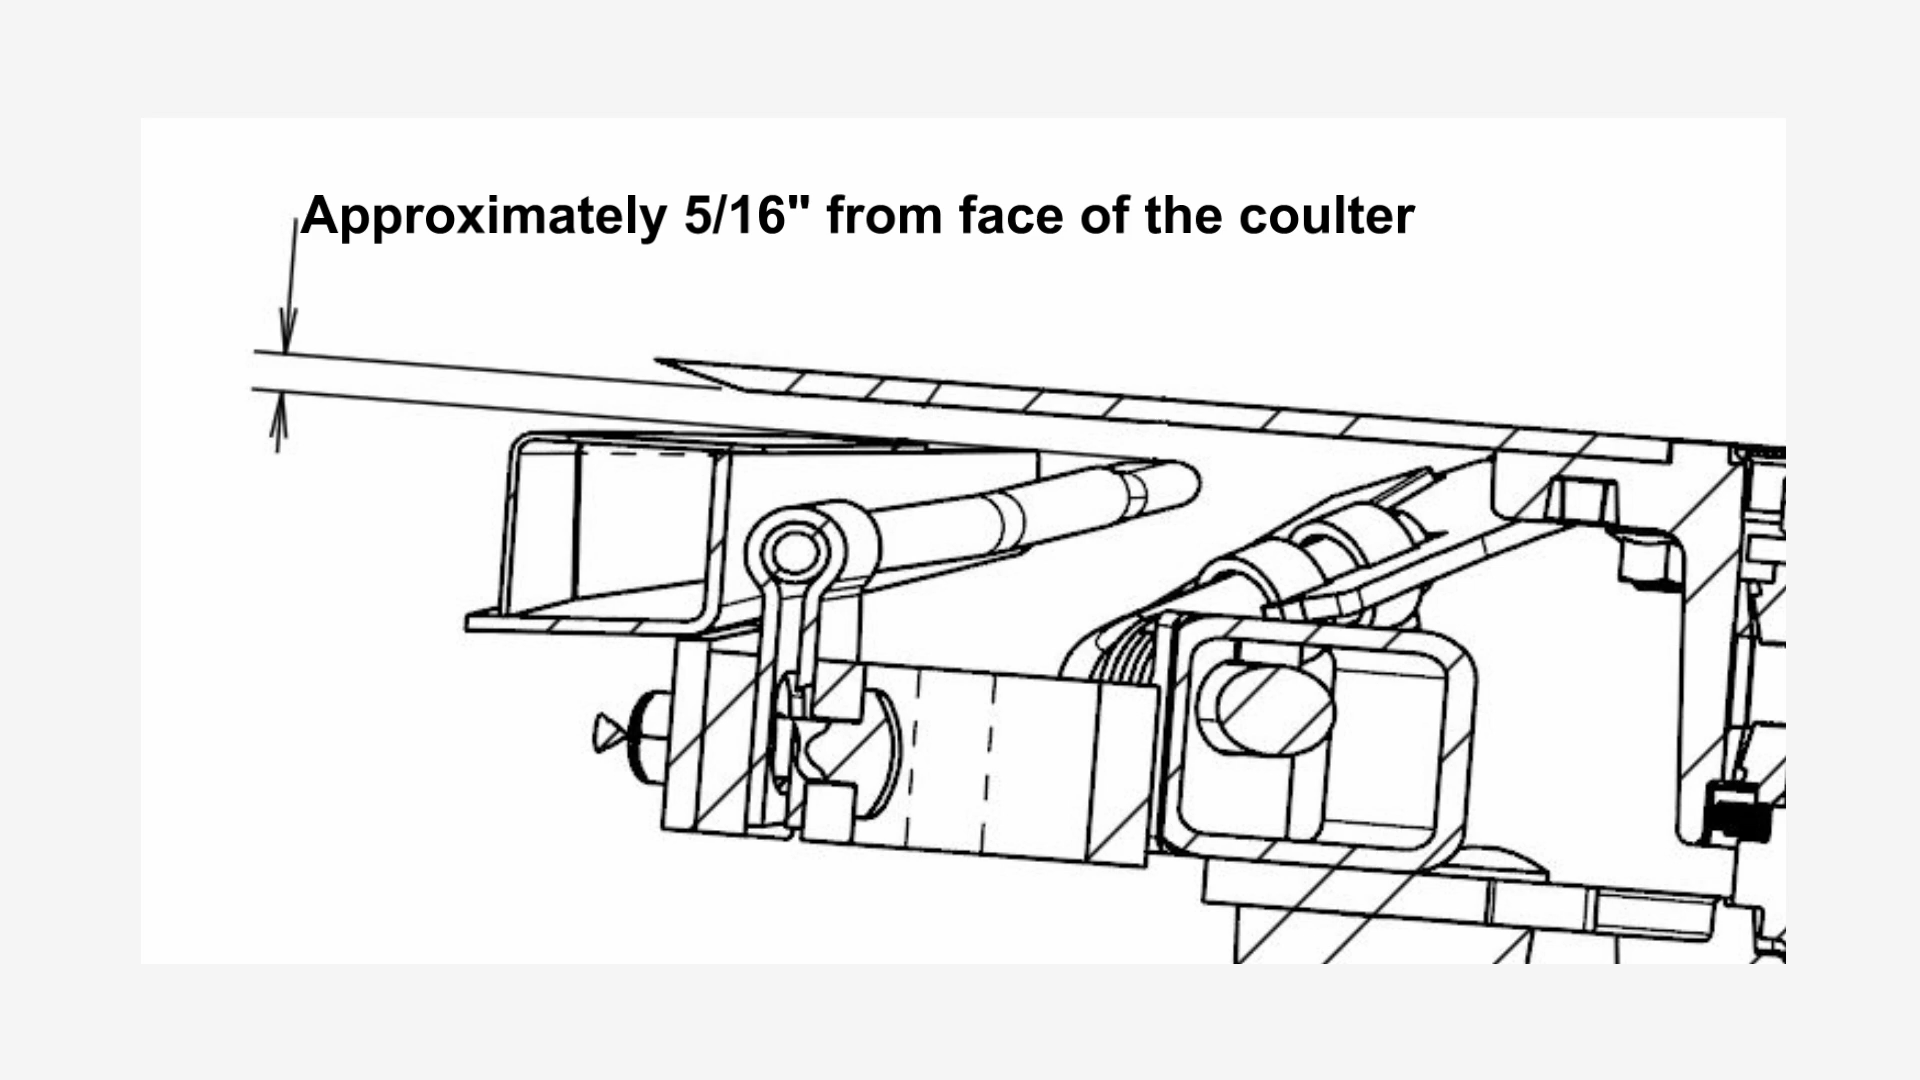 Approximately 5/16" from face of the coulter